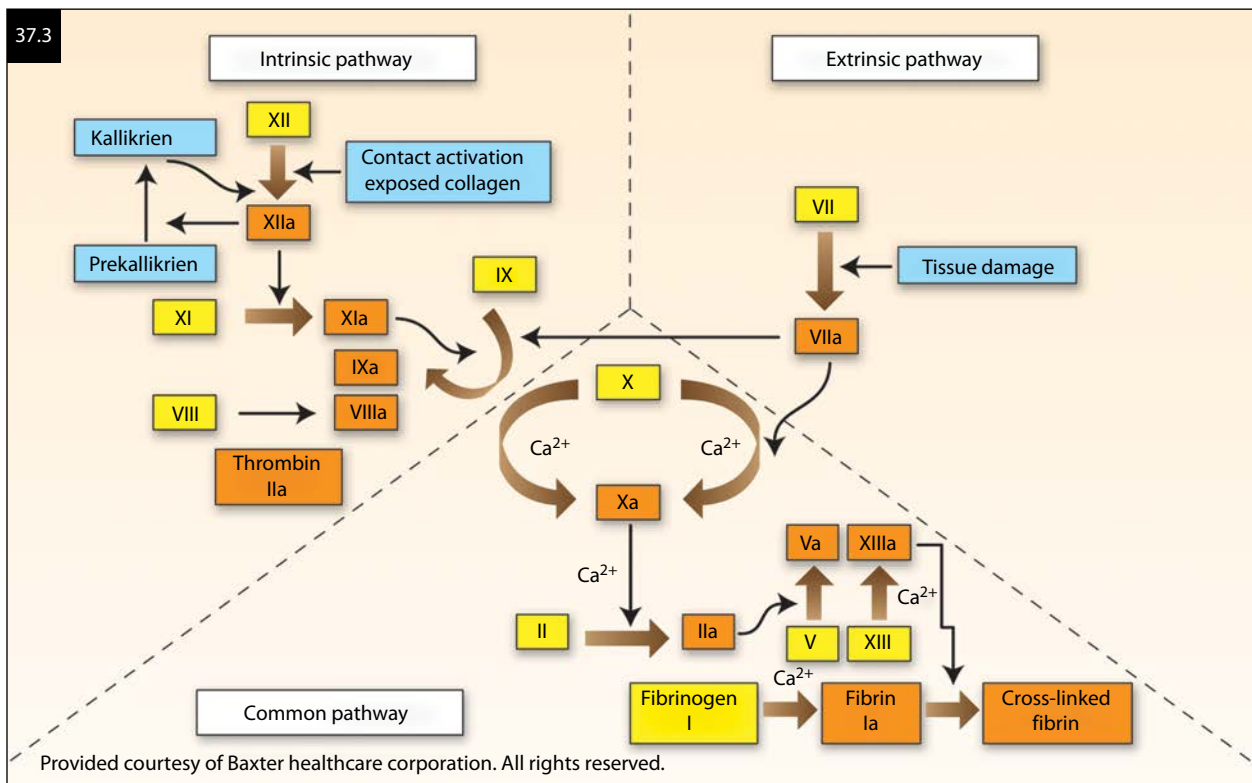 37.3
Intrinsic pathway
Extrinsic pathway
XII
Kallikrien
Contact activation
exposed collagen
XIIa
Prekallikrien
IX
XI
XIa
IXa
VIII
VIIIa
Thrombin
IIa
VII
Tissue damage
VIIa
X
Ca2+
Ca2+
Xa
Ca2+
Va
XIIIa
Ca2+
II
IIa
V
XIII
Ca2+
Fibrinogen
I
Fibrin
Ia
Cross-linked
fibrin
Common pathway
Provided courtesy of Baxter healthcare corporation. All rights reserved.